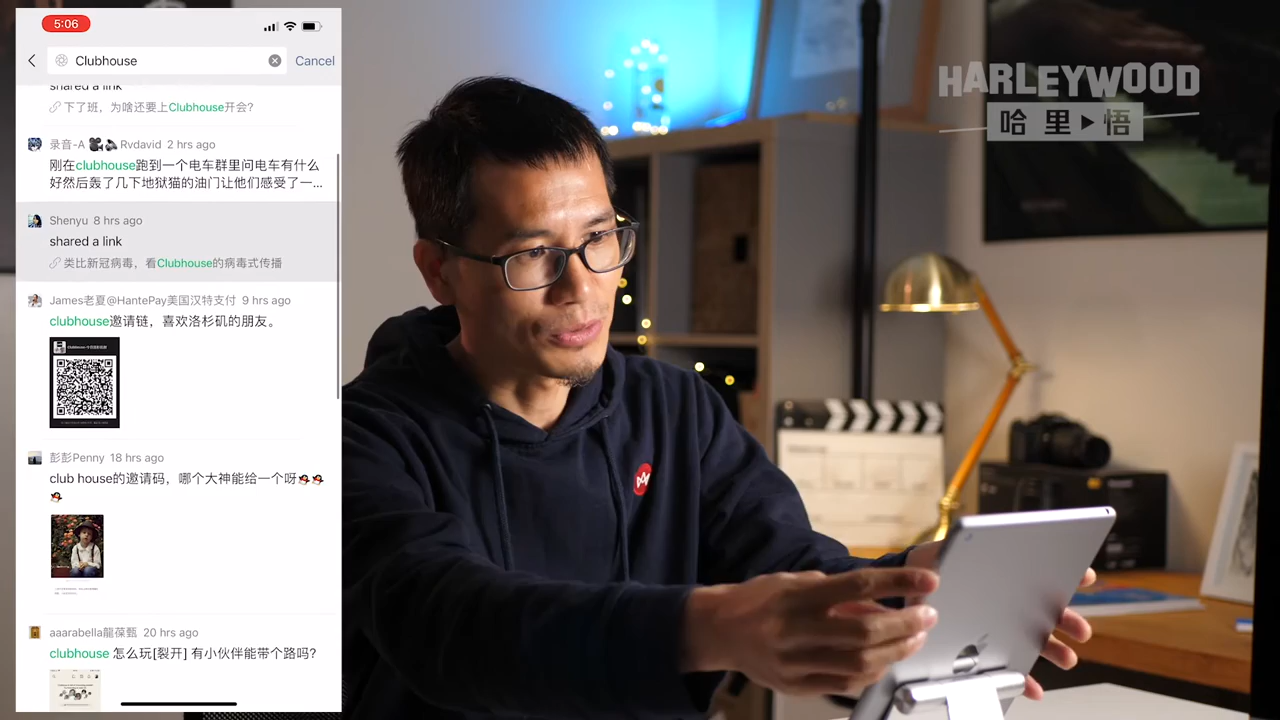 5:06
Clubhouse
Cancel
shared a link
下了班，为啥还要上Clubhouse开会?
录音-A Rvdavid 2 hrs ago
刚在clubhouse跑到一个电车群里问电车有什么
好然后轰了几下地狱猫的油门让他们感受了一...
Shenyu 8 hrs ago
shared a link
类比新冠病毒，看Clubhouse的病毒式传播
James老夏@HantePay美国汉特支付 9 hrs ago
clubhouse邀请链，喜欢洛杉矶的朋友。
彭彭Penny 18 hrs ago
club house的邀请码，哪个大神能给一个呀
aaarabella龍葆甄 20 hrs ago
clubhouse 怎么玩[裂开] 有小伙伴能带个路吗?
HARLEYWOOD
哈里悟